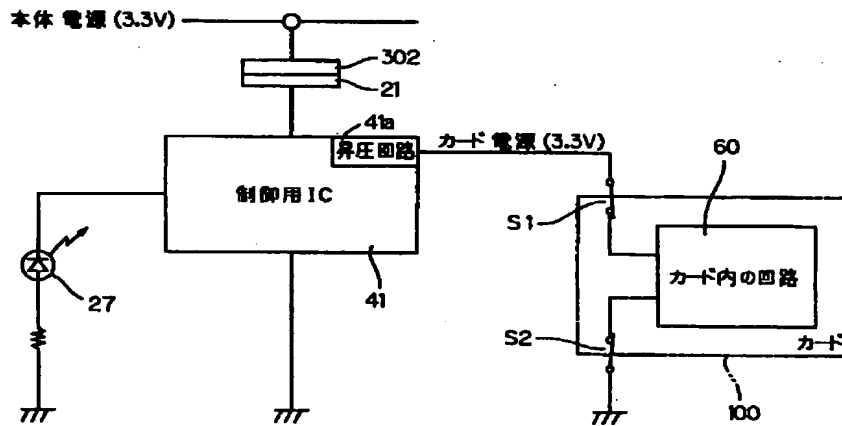 本体 電源 (3.3V)
302
21
41a
昇圧回路
カード 電源 (3.3V)
60
制御用 IC
S1
カード内の回路
27
41
S2
カード
100